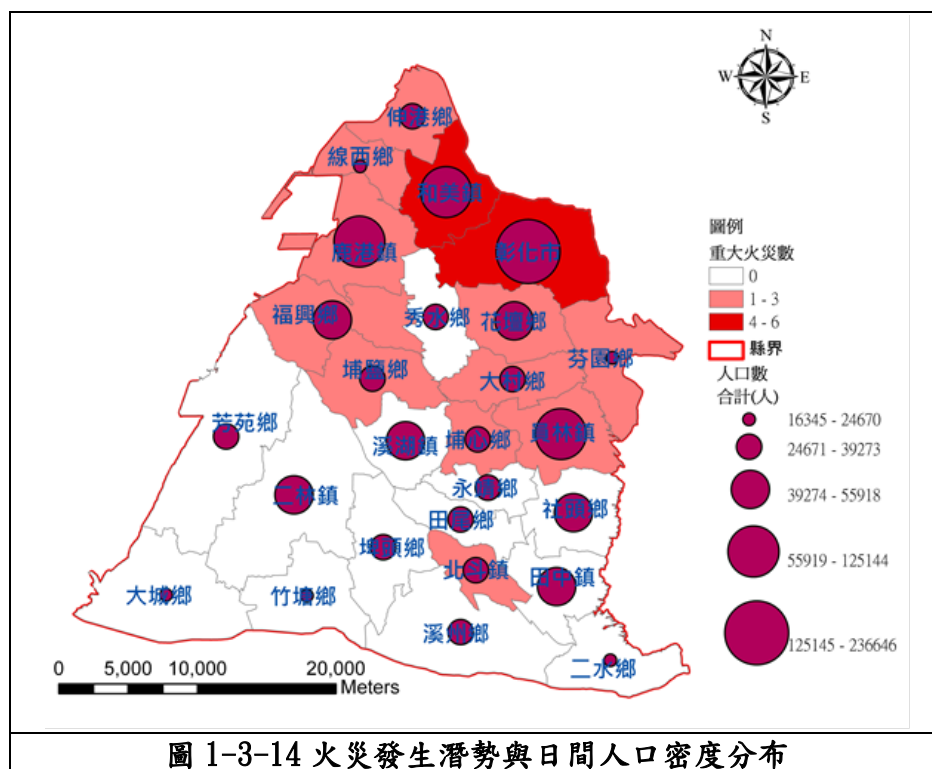 N
W E
S
伸港鄉
線西鄉
和美鎮
鹿港鎮
彰化市
圖例
重大火災數
0
1 - 3
4 - 6
縣界
人口數
合計(人)
16345 - 24670
24671 - 39273
39274 - 55918
55919 - 125144
125145 - 236646
福興鄉
秀水鄉
花壇鄉
芬園鄉
埔鹽鄉
大村鄉
芳苑鄉
溪湖鎮
埔心鄉
員林鎮
二林鎮
永靖鄉
田尾鄉
社頭鄉
埤頭鄉
北斗鎮
田中鎮
大城鄉
竹塘鄉
溪州鄉
二水鄉
0 5,000 10,000 20,000
Meters
圖 1-3-14 火災發生潛勢與日間人口密度分布